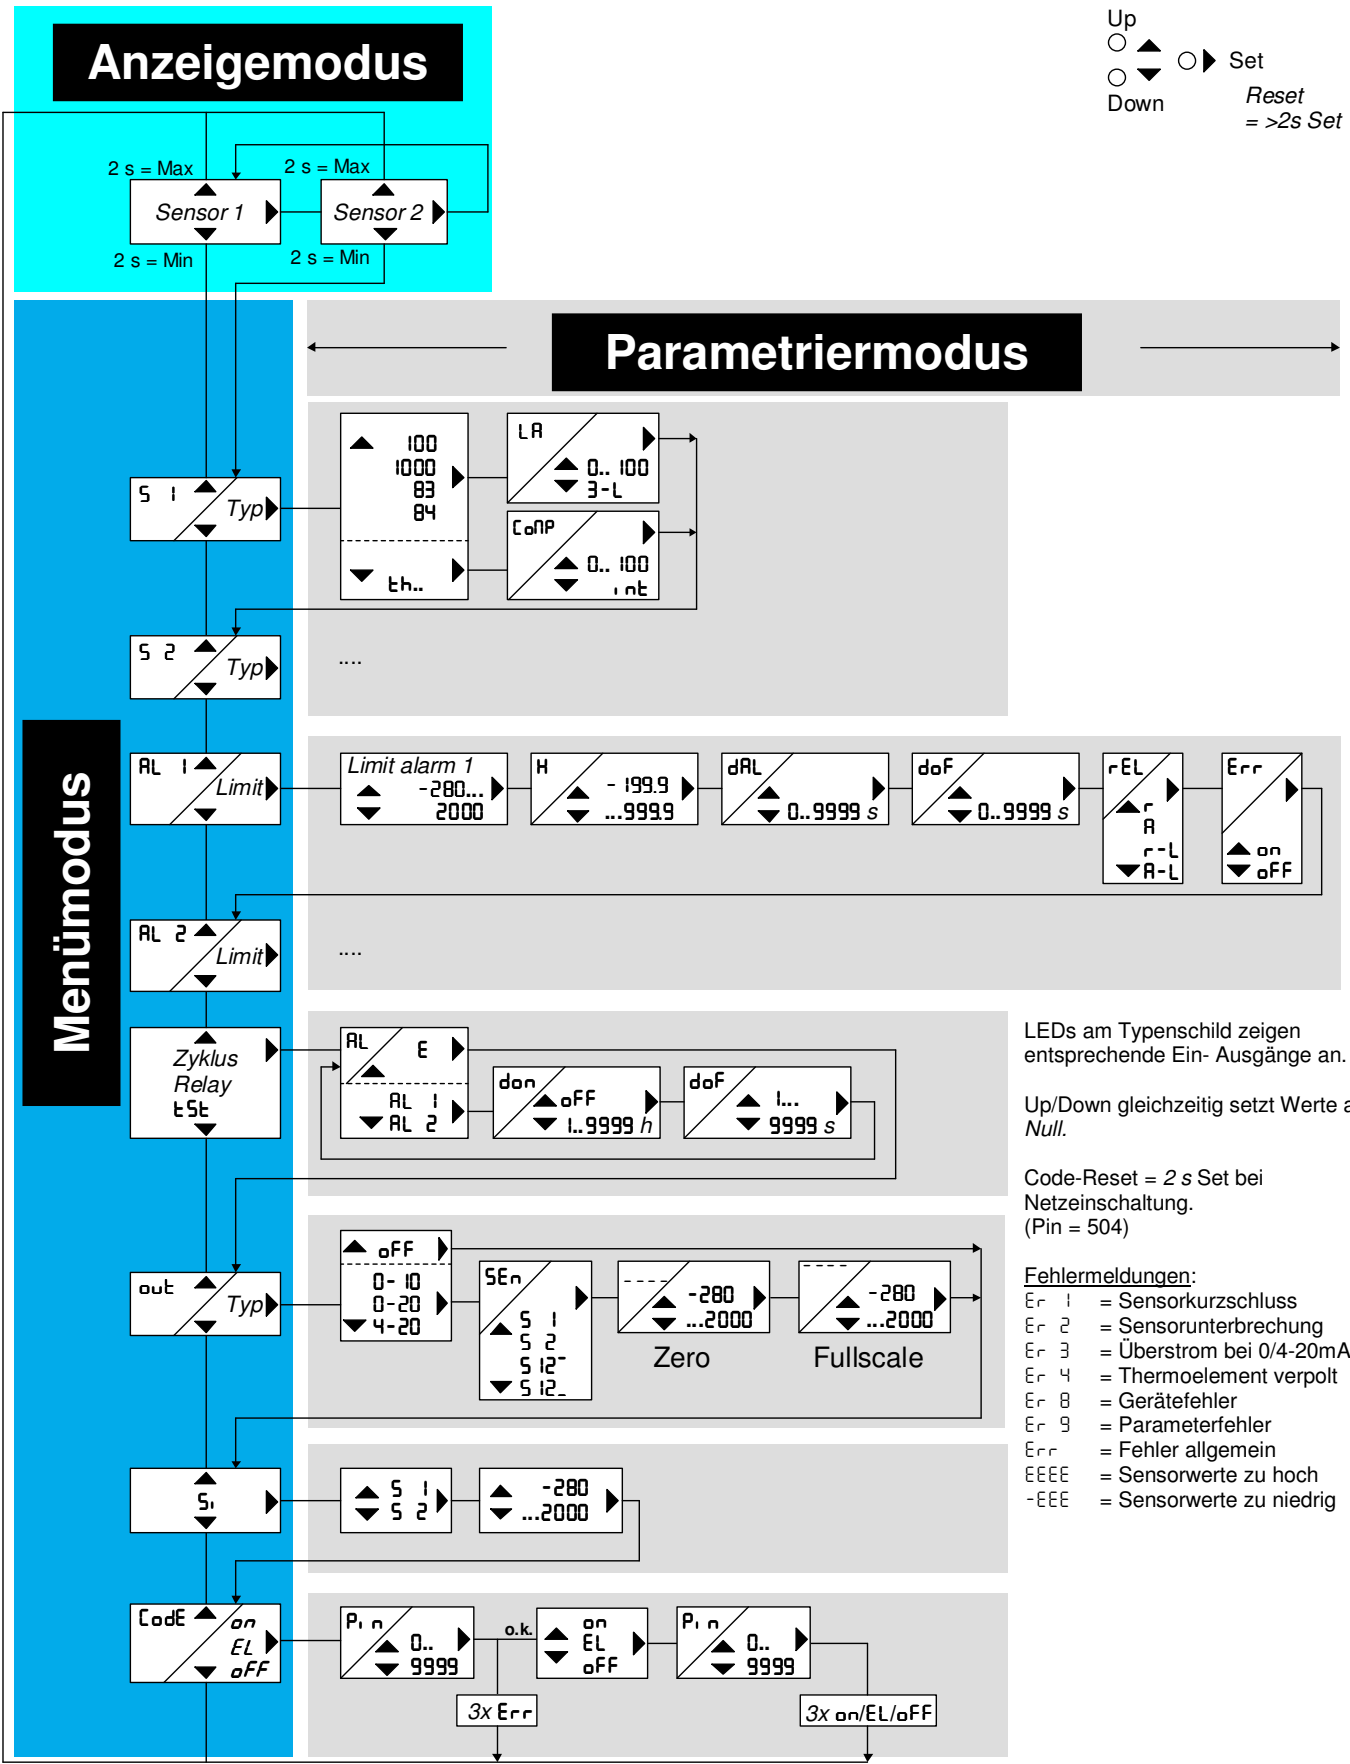 Anzeigemodus
Up
Set
Down
Reset
= >2s Set
2 s = Max
2 s = Max
Sensor 1
Sensor 2
2 s = Min
2 s = Min
Parametriermodus
Menümodus
S 1
Typ
100
1000
83
84
th..
LA
0.. 100
3-L
CoMP
0.. 100
int
S 2
Typ
....
AL 1
Limit
Limit alarm 1
-280...
2000
H
-199.9
...999.9
dAL
0..9999 s
doF
0..9999 s
rEL
r
A
r-L
A-L
Err
on
oFF
AL 2
Limit
....
Zyklus
Relay
tSt
AL
E
AL 1
AL 2
don
oFF
1..9999 h
doF
1...
9999 s
LEDs am Typenschild zeigen
entsprechende Ein- Ausgänge an.
Up/Down gleichzeitig setzt Werte
Null.
Code-Reset = 2 s Set bei
Netzeinschaltung.
(Pin = 504)
out
Typ
oFF
0-10
0-20
4-20
SEn
S 1
S 2
S12¯
S12_
----
-280
...2000
Zero
----
-280
...2000
Fullscale
Fehlermeldungen:
Er 1 = Sensorkurzschluss
Er 2 = Sensorunterbrechung
Er 3 = Überstrom bei 0/4-20mA
Er 4 = Thermoelement verpolt
Er 8 = Gerätefehler
Er 9 = Parameterfehler
Err = Fehler allgemein
EEEE = Sensorwerte zu hoch
-EEE = Sensorwerte zu niedrig
Si
S 1
S 2
-280
...2000
CodE
on
EL
oFF
Pin
0..
9999
o.k.
on
EL
oFF
Pin
0..
9999
3x Err
3x on/EL/oFF